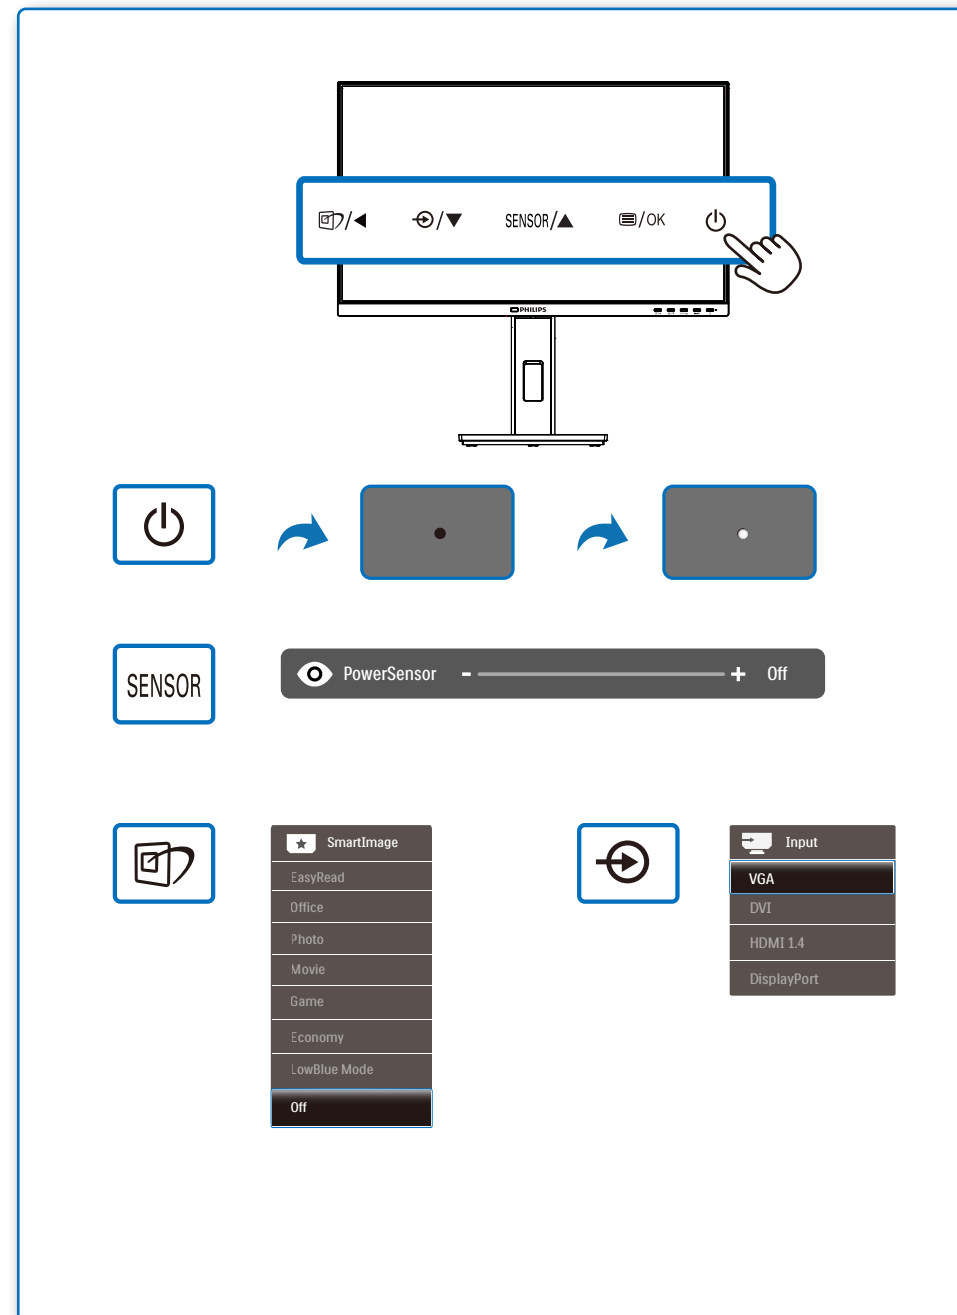 /◀ /▼ SENSOR/▲ /OK
PHILIPS
SENSOR
PowerSensor - + Off
SmartImage
EasyRead
Office
Photo
Movie
Game
Economy
LowBlue Mode
Off
Input
VGA
DVI
HDMI 1.4
DisplayPort